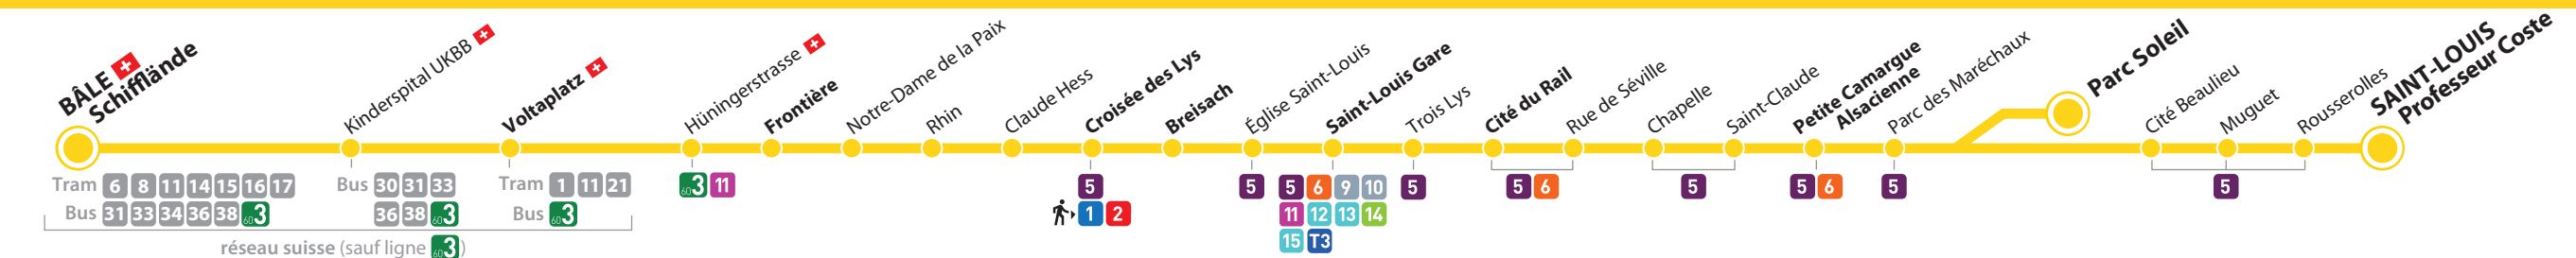 BÂLE
Schifflände
Kinderspital UKBB
Voltaplatz
Hüningerstrasse
Frontière
Notre-Dame de la Paix
Rhin
Claude Hess
Croisée des Lys
Breisach
Église Saint-Louis
Saint-Louis Gare
Trois Lys
Cité du Rail
Rue de Séville
Chapelle
Saint-Claude
Petite Camargue
Alsacienne
Parc des Maréchaux
Parc Soleil
Cité Beaulieu
Muguet
Rousserolles
SAINT-LOUIS
Professeur Coste
Tram 6 8 11 14 15 16 17
Bus 31 33 34 36 38 603
Bus 30 31 33
36 38 603
Tram 1 11 21
Bus 603
réseau suisse (sauf ligne 603)
603 11
5
1 2
5
5 6 9 10
11 12 13 14
15 T3
5
5 6
5
5 6
5
5